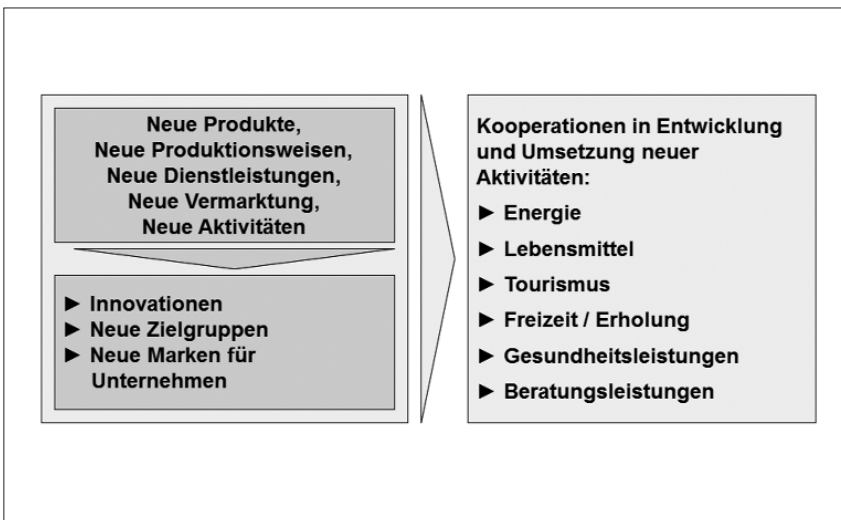 Neue Produkte,
Neue Produktionsweisen,
Neue Dienstleistungen,
Neue Vermarktung,
Neue Aktivitäten
► Innovationen
► Neue Zielgruppen
► Neue Marken für
Unternehmen
Kooperationen in Entwicklung
und Umsetzung neuer
Aktivitäten:
► Energie
► Lebensmittel
► Tourismus
► Freizeit / Erholung
► Gesundheitsleistungen
► Beratungsleistungen